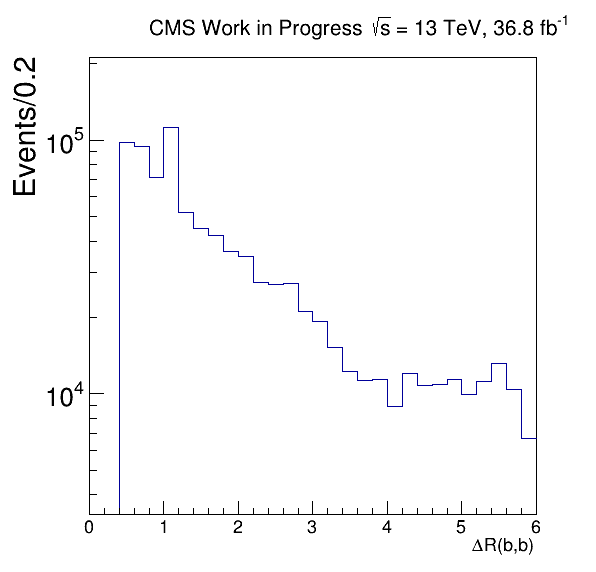 CMS Work in Progress √s = 13 TeV, 36.8 fb⁻¹
Events/0.2
10⁵
10⁴
0 1 2 3 4 5 6
ΔR(b,b)